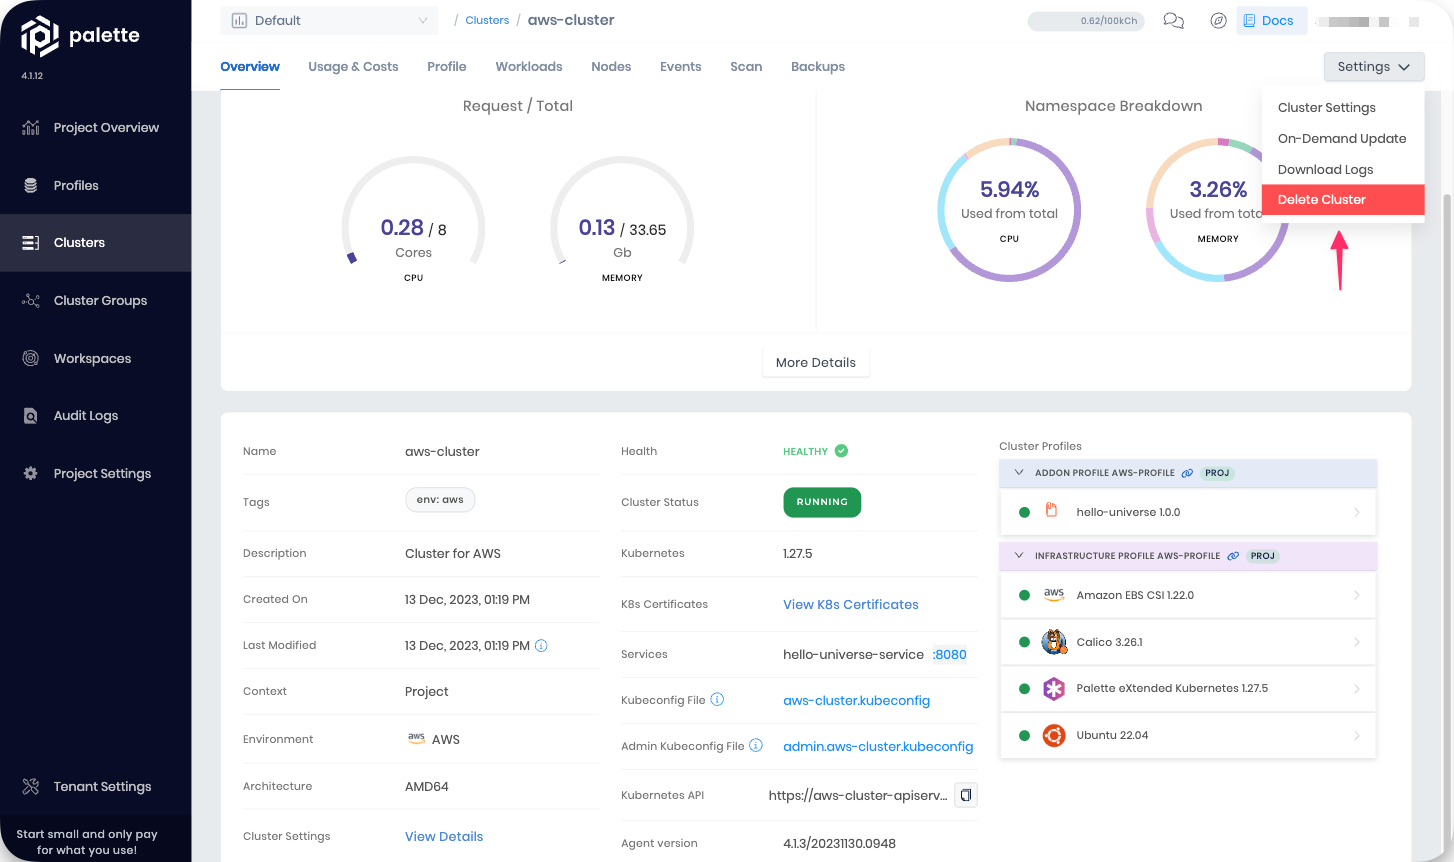 palette
4.1.12
Project Overview
Profiles
Clusters
Cluster Groups
Workspaces
Audit Logs
Project Settings
Tenant Settings
Start small and only pay
for what you use!
Default
/ Clusters / aws-cluster
0.62/100kCh
Docs
Overview
Usage & Costs
Profile
Workloads
Nodes
Events
Scan
Backups
Settings
Cluster Settings
On-Demand Update
Download Logs
Delete Cluster
Request / Total
0.28 / 8
Cores
CPU
0.13 / 33.65
Gb
MEMORY
Namespace Breakdown
5.94%
Used from total
CPU
3.26%
Used from tota
MEMORY
More Details
Name aws-cluster
Tags env: aws
Description Cluster for AWS
Created On 13 Dec, 2023, 01:19 PM
Last Modified 13 Dec, 2023, 01:19 PM
Context Project
Environment aws AWS
Architecture AMD64
Cluster Settings View Details
Health HEALTHY
Cluster Status RUNNING
Kubernetes 1.27.5
K8s Certificates View K8s Certificates
Services hello-universe-service :8080
Kubeconfig File aws-cluster.kubeconfig
Admin Kubeconfig File admin.aws-cluster.kubeconfig
Kubernetes API https://aws-cluster-apiserv...
Agent version 4.1.3/20231130.0948
Cluster Profiles
ADDON PROFILE AWS-PROFILE PROJ
hello-universe 1.0.0
INFRASTRUCTURE PROFILE AWS-PROFILE PROJ
aws Amazon EBS CSI 1.22.0
Calico 3.26.1
Palette eXtended Kubernetes 1.27.5
Ubuntu 22.04